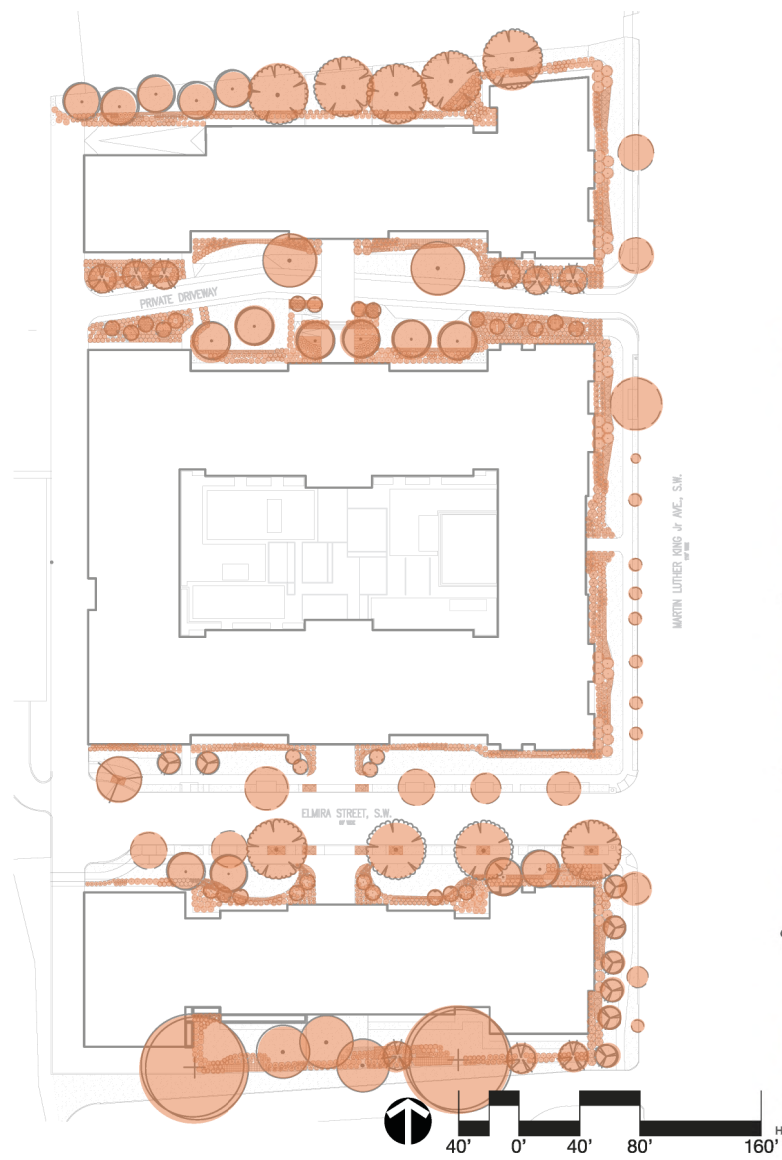 PRIVATE DRIVEWAY
MARTIN LUTHER KING Jr AVE., S.W.
ELMIRA STREET, S.W.
40' 0' 40' 80' 160'
H